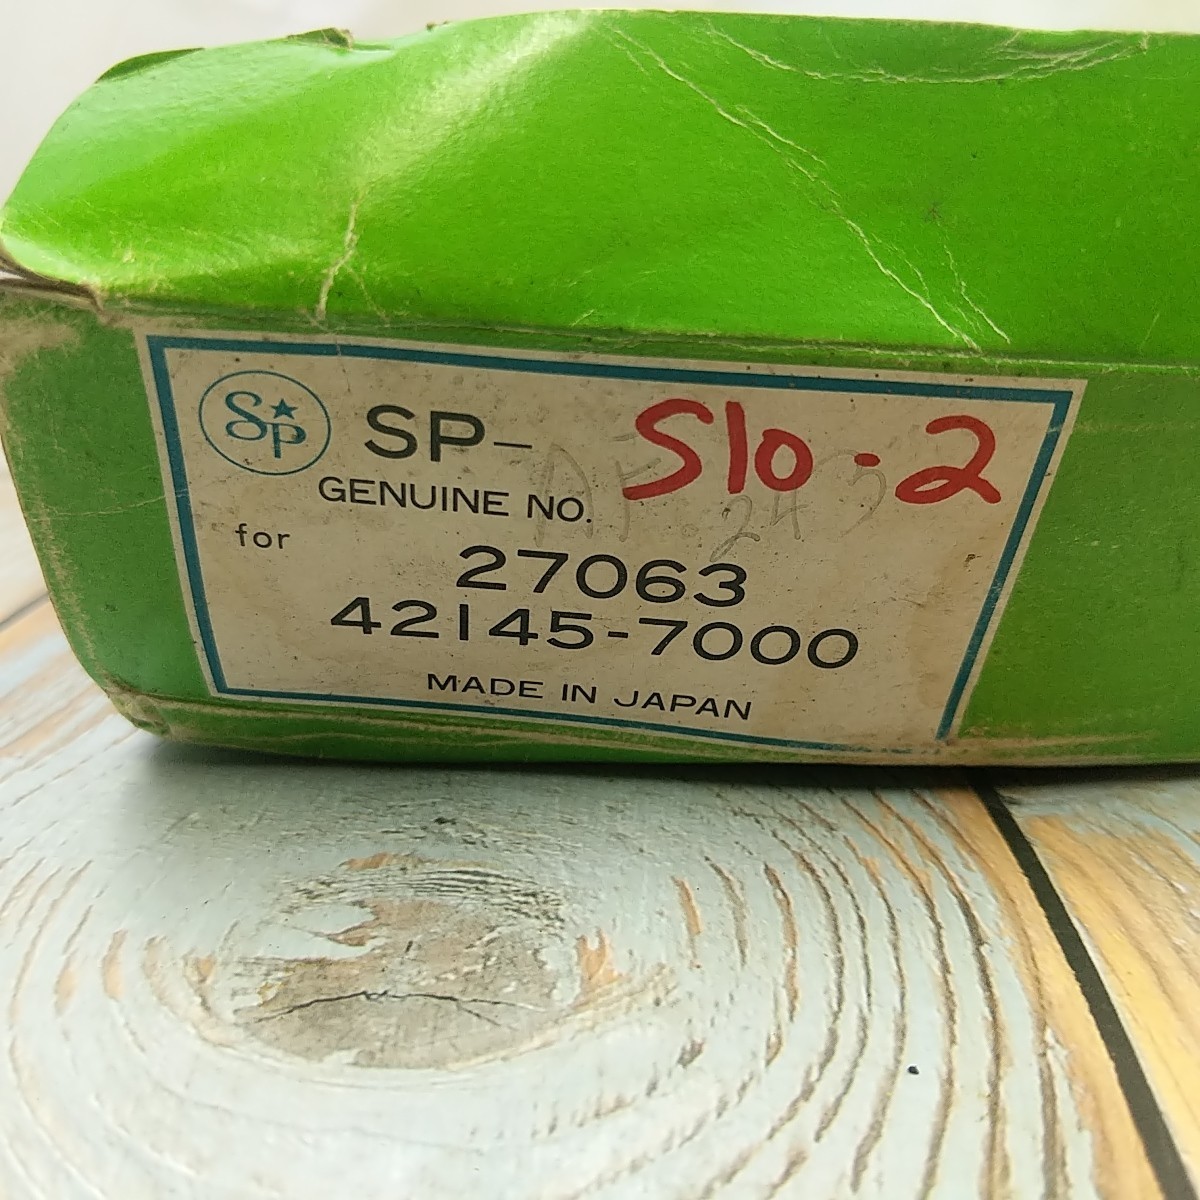 Sp
SP- S10-2
GENUINE NO.
for
27063
42145-7000
MADE IN JAPAN